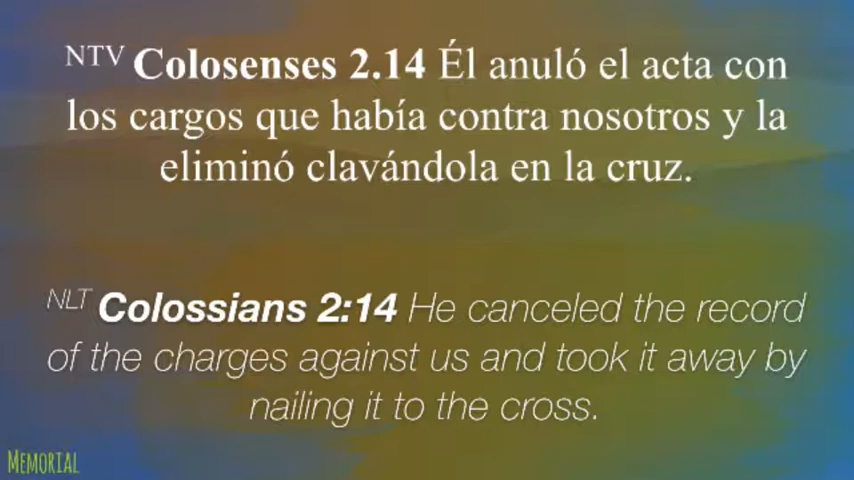 NTV Colosenses 2.14 Él anuló el acta con
los cargos que había contra nosotros y la
eliminó clavándola en la cruz.
NLT Colossians 2:14 He canceled the record
of the charges against us and took it away by
nailing it to the cross.
MEMORIAL